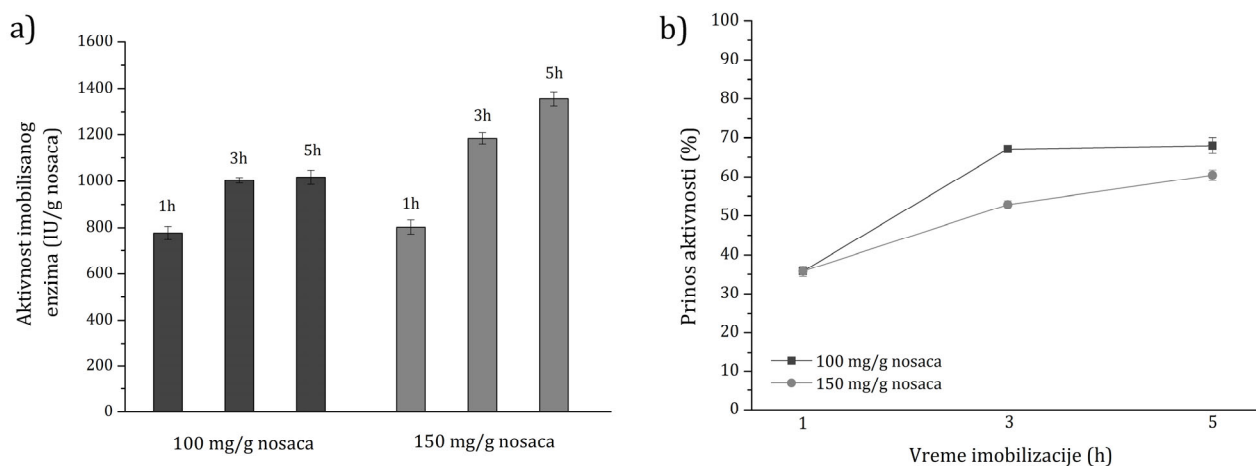 a)
Aktivnost imobilisanog
enzima (IU/g nosaca)
1600
1400
1200
1000
800
600
400
200
0
1h
3h
5h
1h
3h
5h
100 mg/g nosaca
150 mg/g nosaca
b)
Prinos aktivnosti (%)
100
90
80
70
60
50
40
30
20
10
0
100 mg/g nosaca
150 mg/g nosaca
1
3
5
Vreme imobilizacije (h)